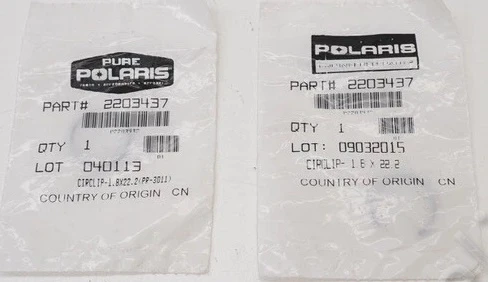 PURE
POLARIS
PART# 2203437
QTY 1
LOT 040113
CIRCLIP-1.8X22.2(PP-3011)
COUNTRY OF ORIGIN CN
POLARIS
PART# 2203437
QTY 1
LOT: 09032015
CIRCLIP- 1.6 X 22.2
COUNTRY OF ORIGIN CN